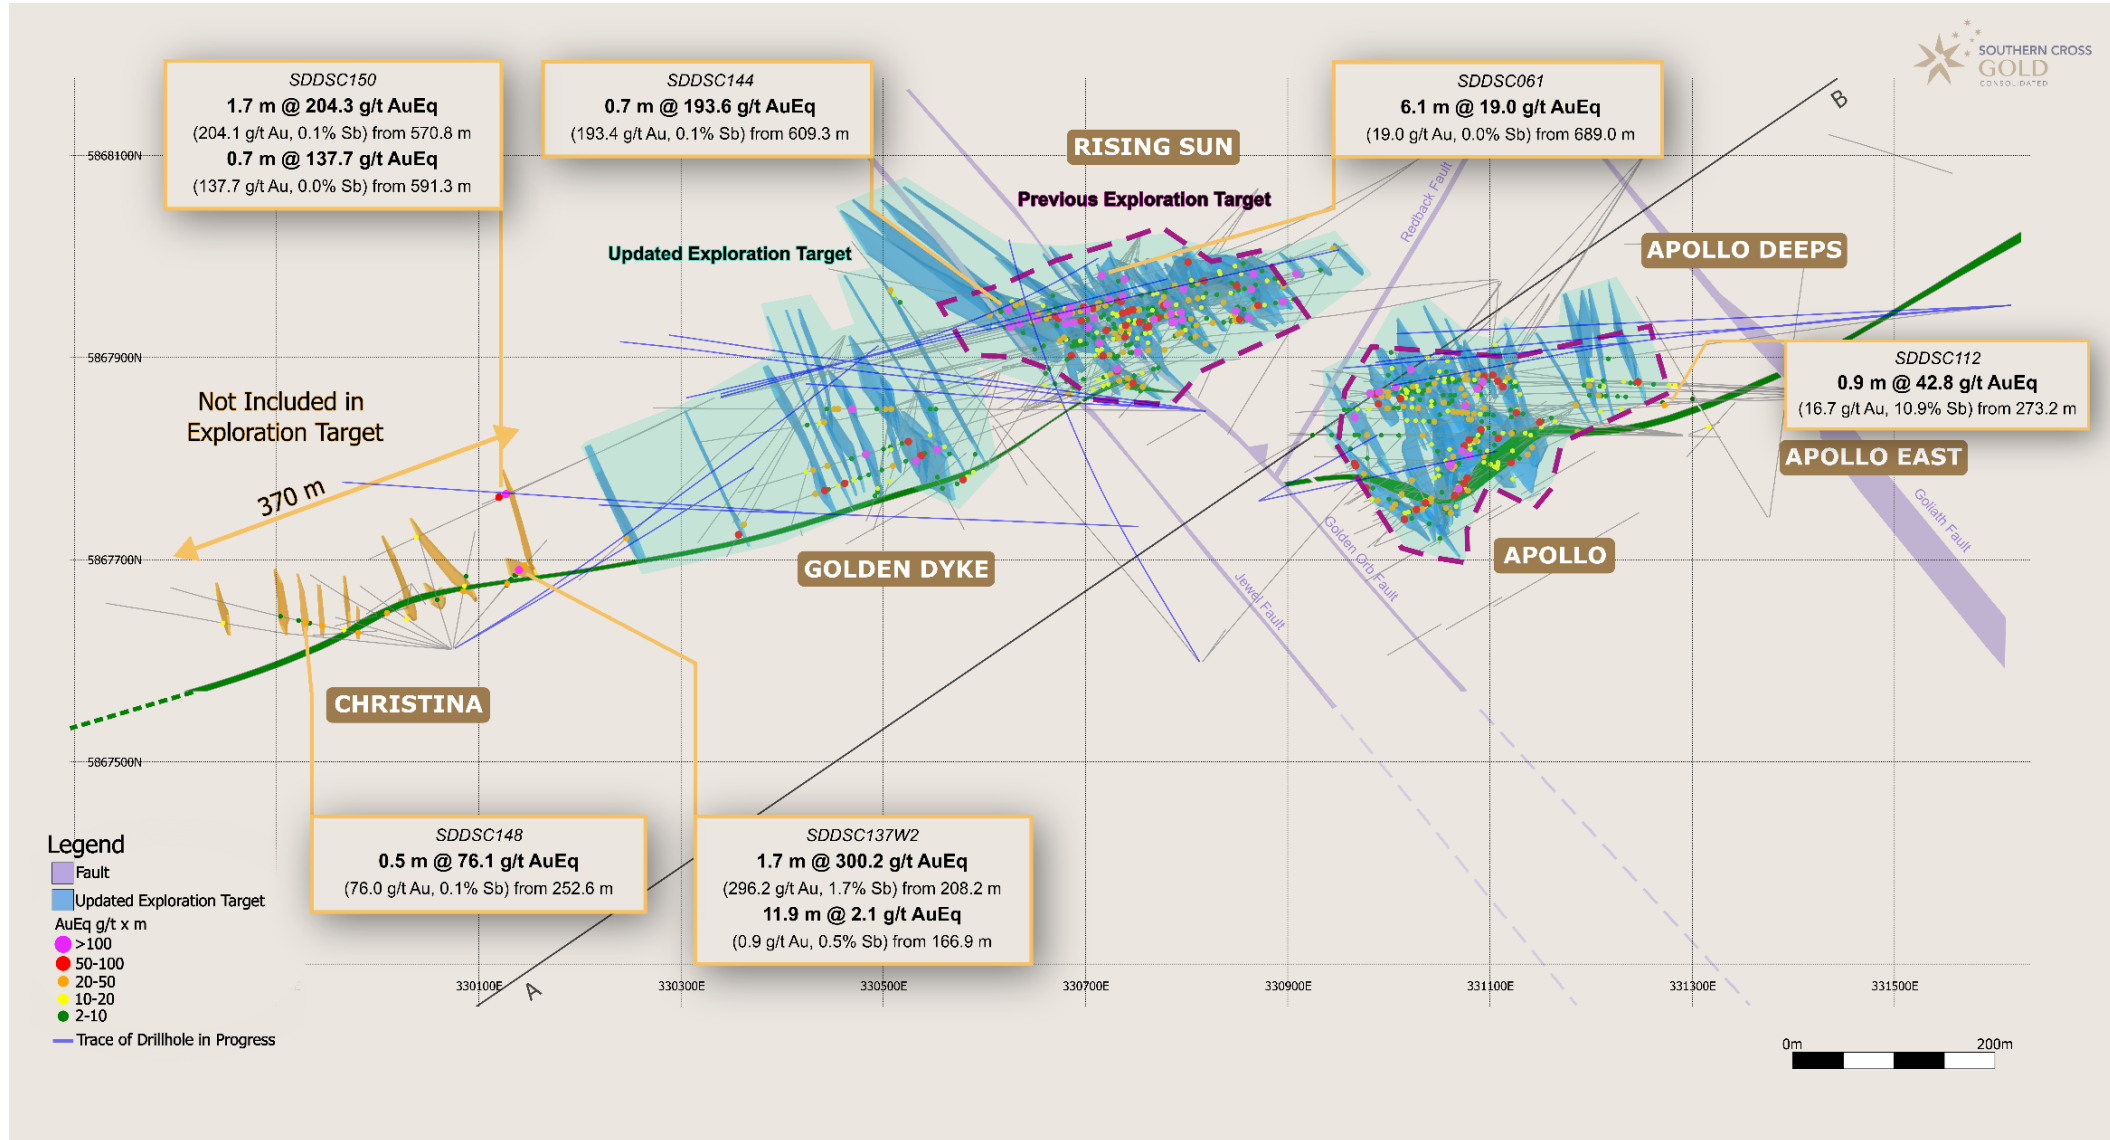 SOUTHERN CROSS
GOLD
CONSOLIDATED
SDDSC150
1.7 m @ 204.3 g/t AuEq
(204.1 g/t Au, 0.1% Sb) from 570.8 m
0.7 m @ 137.7 g/t AuEq
(137.7 g/t Au, 0.0% Sb) from 591.3 m
SDDSC144
0.7 m @ 193.6 g/t AuEq
(193.4 g/t Au, 0.1% Sb) from 609.3 m
SDDSC061
6.1 m @ 19.0 g/t AuEq
(19.0 g/t Au, 0.0% Sb) from 689.0 m
B
RISING SUN
5868100N
Previous Exploration Target
Redback Fault
Updated Exploration Target
APOLLO DEEPS
5867900N
SDDSC112
0.9 m @ 42.8 g/t AuEq
(16.7 g/t Au, 10.9% Sb) from 273.2 m
Not Included in
Exploration Target
370 m
APOLLO EAST
Goliath Fault
5867700N
GOLDEN DYKE
APOLLO
Golden Orb Fault
Jewel Fault
CHRISTINA
5867500N
SDDSC148
0.5 m @ 76.1 g/t AuEq
(76.0 g/t Au, 0.1% Sb) from 252.6 m
SDDSC137W2
1.7 m @ 300.2 g/t AuEq
(296.2 g/t Au, 1.7% Sb) from 208.2 m
11.9 m @ 2.1 g/t AuEq
(0.9 g/t Au, 0.5% Sb) from 166.9 m
Legend
Fault
Updated Exploration Target
AuEq g/t x m
>100
50-100
20-50
10-20
2-10
Trace of Drillhole in Progress
330100E
A
330300E
330500E
330700E
330900E
331100E
331300E
331500E
0m
200m